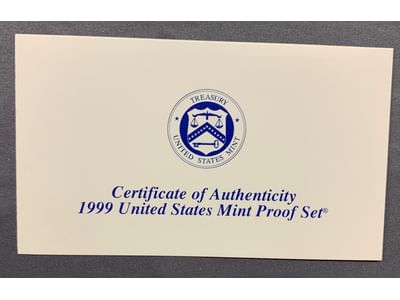 TREASURY
UNITED STATES MINT
Certificate of Authenticity
1999 United States Mint Proof Set®